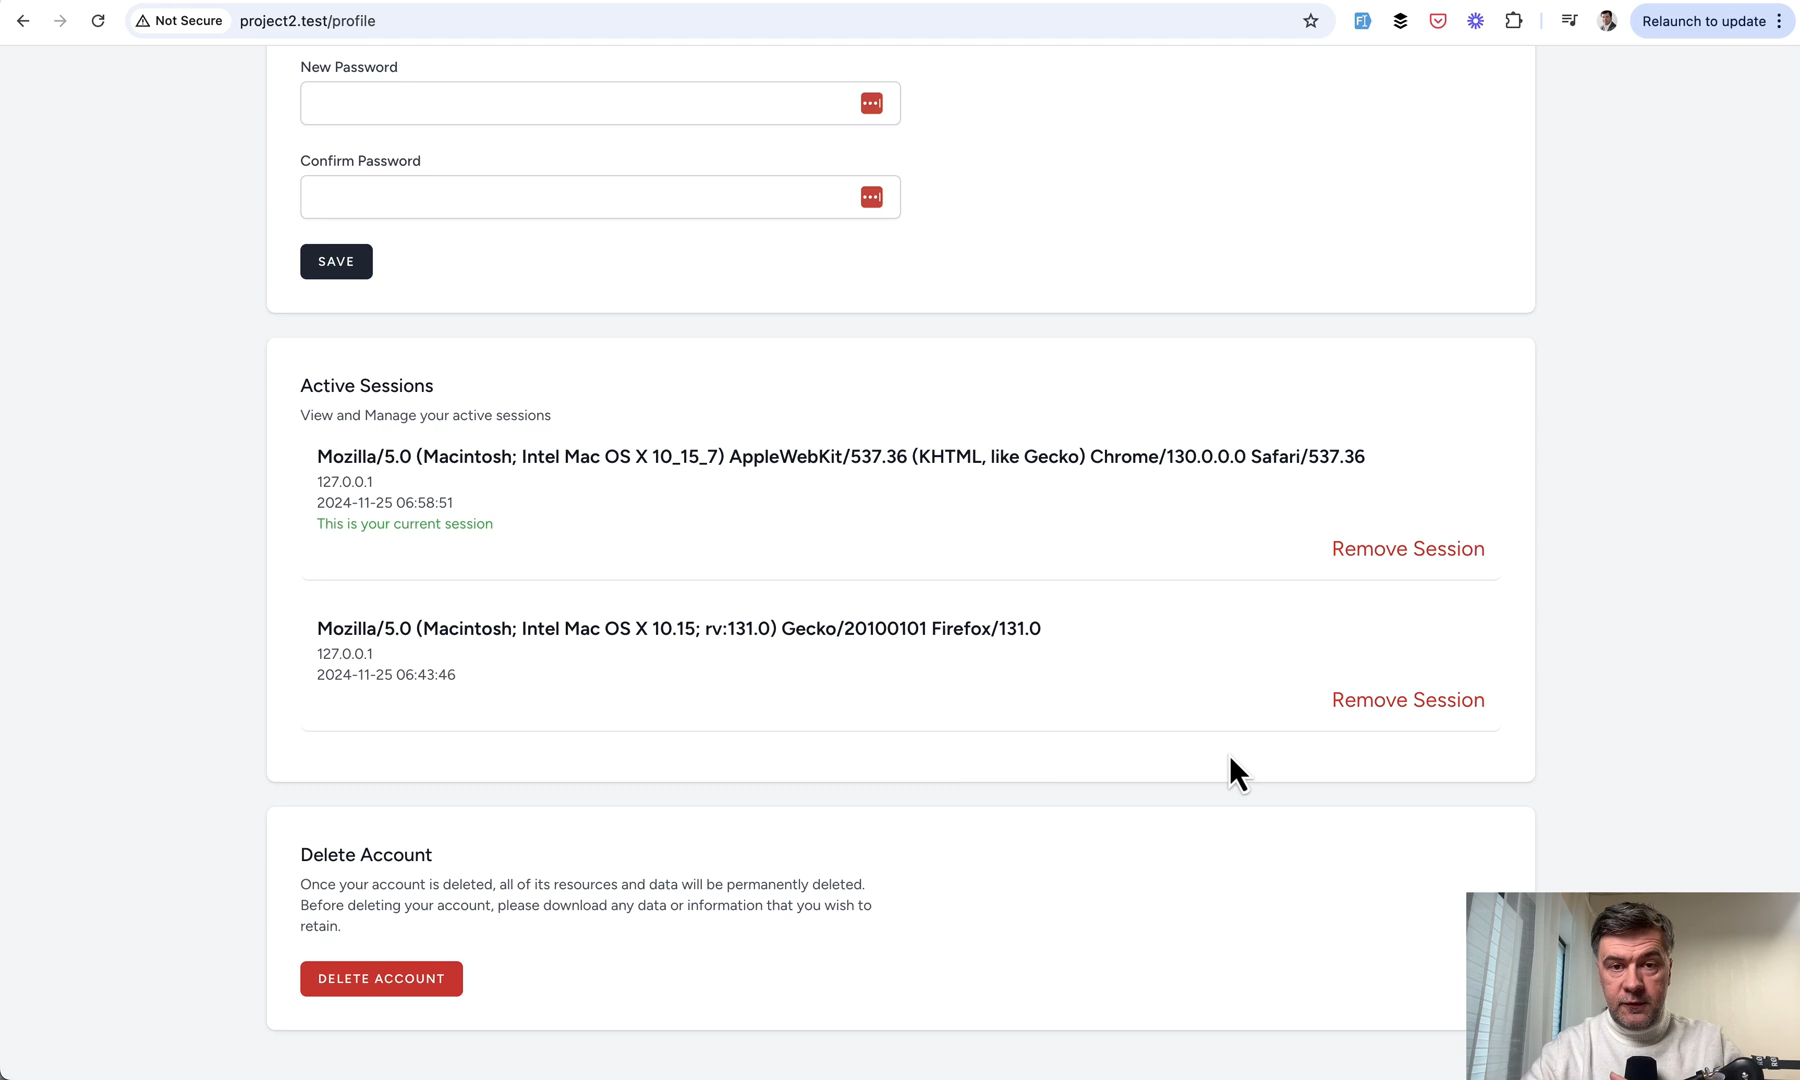 Not Secure
project2.test/profile
Relaunch to update
New Password
Confirm Password
SAVE
Active Sessions
View and Manage your active sessions
Mozilla/5.0 (Macintosh; Intel Mac OS X 10_15_7) AppleWebKit/537.36 (KHTML, like Gecko) Chrome/130.0.0.0 Safari/537.36
127.0.0.1
2024-11-25 06:58:51
This is your current session
Remove Session
Mozilla/5.0 (Macintosh; Intel Mac OS X 10.15; rv:131.0) Gecko/20100101 Firefox/131.0
127.0.0.1
2024-11-25 06:43:46
Remove Session
Delete Account
Once your account is deleted, all of its resources and data will be permanently deleted.
Before deleting your account, please download any data or information that you wish to
retain.
DELETE ACCOUNT